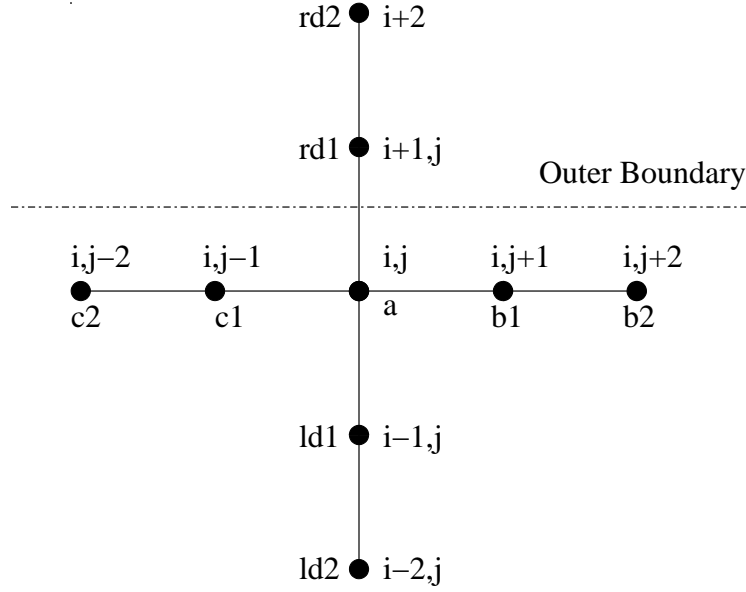 rd2 i+2
rd1 i+1,j
Outer Boundary
i,j−2 i,j−1 i,j i,j+1 i,j+2
c2 c1 a b1 b2
ld1 i−1,j
ld2 i−2,j